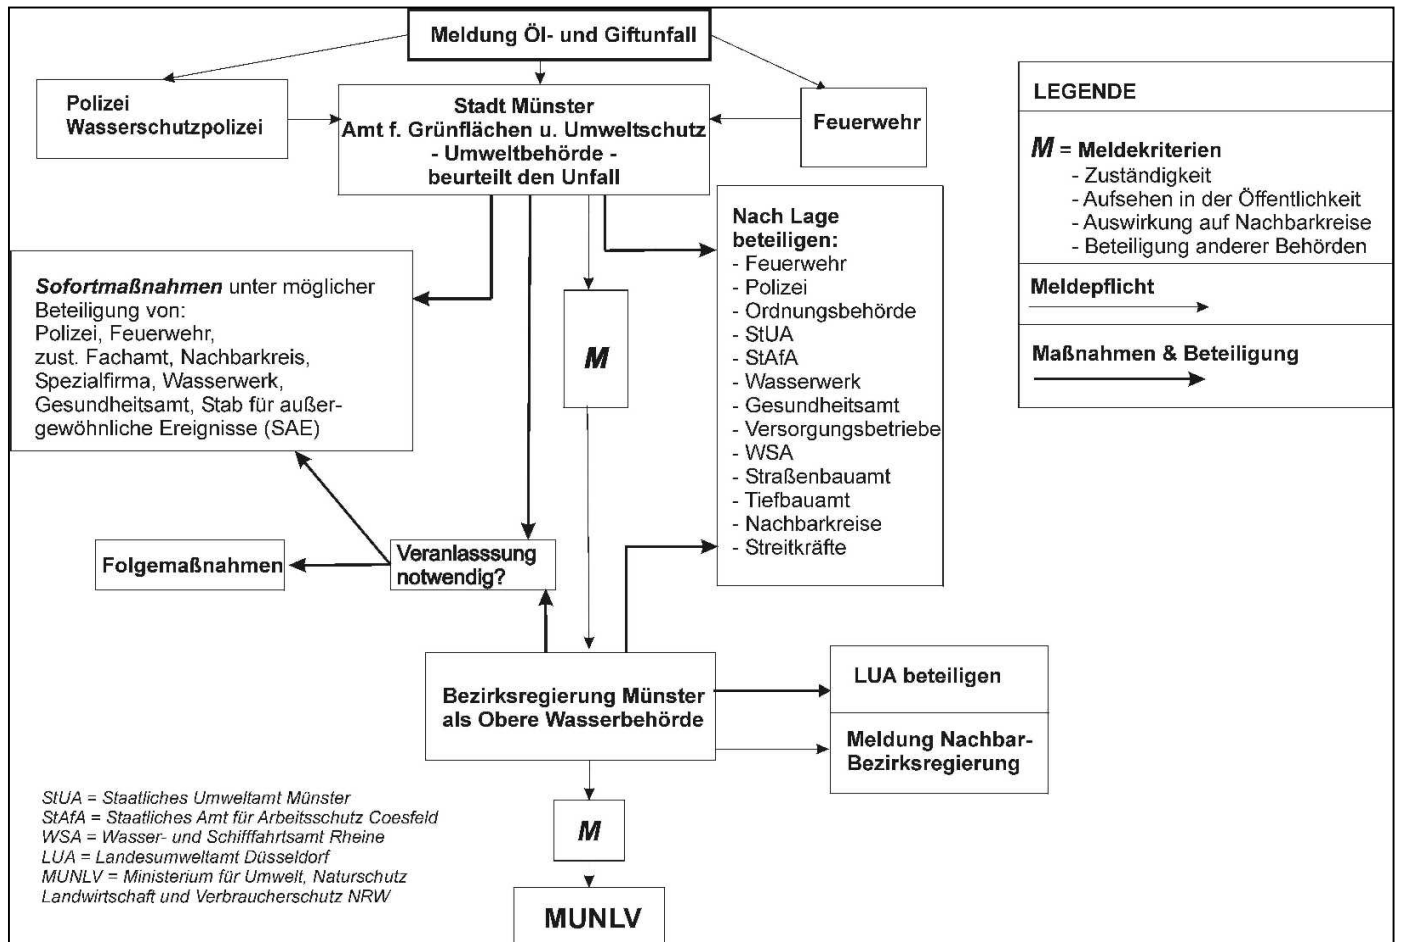 Meldung Öl- und Giftunfall
Polizei
Wasserschutzpolizei
Stadt Münster
Amt f. Grünflächen u. Umweltschutz
- Umweltbehörde -
beurteilt den Unfall
Feuerwehr
LEGENDE
M = Meldekriterien
- Zuständigkeit
- Aufsehen in der Öffentlichkeit
- Auswirkung auf Nachbarkreise
- Beteiligung anderer Behörden
Meldepflicht
Maßnahmen & Beteiligung
Sofortmaßnahmen unter möglicher
Beteiligung von:
Polizei, Feuerwehr,
zust. Fachamt, Nachbarkreis,
Spezialfirma, Wasserwerk,
Gesundheitsamt, Stab für außer-
gewöhnliche Ereignisse (SAE)
M
Nach Lage
beteiligen:
- Feuerwehr
- Polizei
- Ordnungsbehörde
- StUA
- StAfA
- Wasserwerk
- Gesundheitsamt
- Versorgungsbetriebe
- WSA
- Straßenbauamt
- Tiefbauamt
- Nachbarkreise
- Streitkräfte
Folgemaßnahmen
Veranlasssung
notwendig?
Bezirksregierung Münster
als Obere Wasserbehörde
LUA beteiligen
Meldung Nachbar-
Bezirksregierung
StUA = Staatliches Umweltamt Münster
StAfA = Staatliches Amt für Arbeitsschutz Coesfeld
WSA = Wasser- und Schifffahrtsamt Rheine
LUA = Landesumweltamt Düsseldorf
MUNLV = Ministerium für Umwelt, Naturschutz
Landwirtschaft und Verbraucherschutz NRW
M
MUNLV